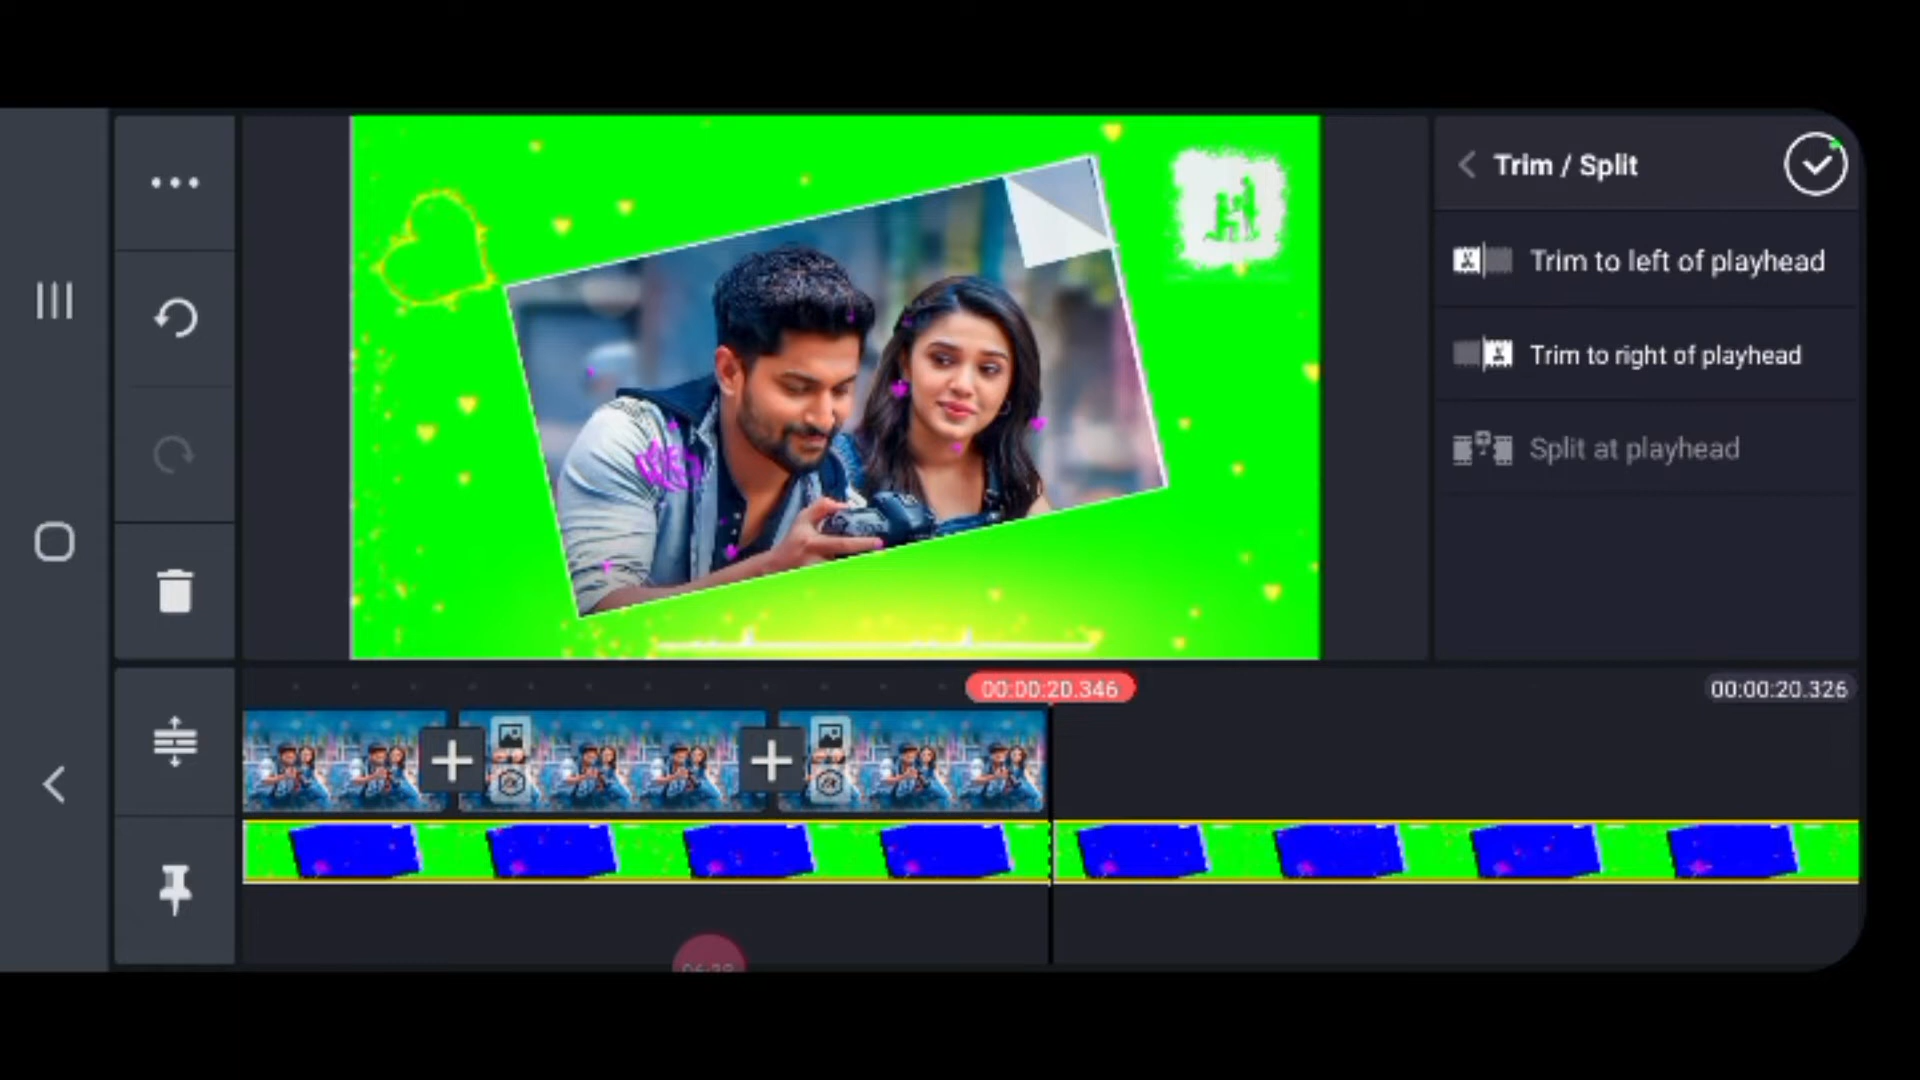 Trim / Split
Trim to left of playhead
Trim to right of playhead
Split at playhead
00:00:20.346
00:00:20.326